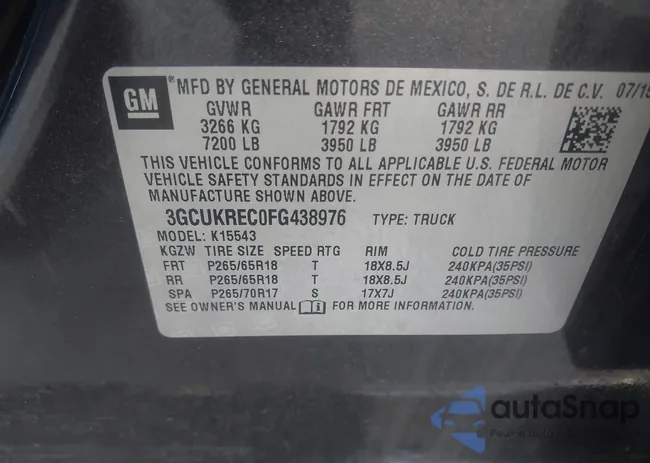 GM
®MFD BY GENERAL MOTORS DE MEXICO, S. DE R.L. DE C.V. 07/15
GVWR GAWR FRT GAWR RR
3266 KG 1792 KG 1792 KG
7200 LB 3950 LB 3950 LB
THIS VEHICLE CONFORMS TO ALL APPLICABLE U.S. FEDERAL MOTOR
VEHICLE SAFETY STANDARDS IN EFFECT ON THE DATE OF
MANUFACTURE SHOWN ABOVE.
3GCUKREC0FG438976 TYPE: TRUCK
MODEL: K15543
KGZW TIRE SIZE SPEED RTG RIM COLD TIRE PRESSURE
FRT P265/65R18 T 18X8.5J 240KPA(35PSI)
RR P265/65R18 T 18X8.5J 240KPA(35PSI)
SPA P265/70R17 S 17X7J 240KPA(35PSI)
SEE OWNER'S MANUAL FOR MORE INFORMATION.
autoSnap